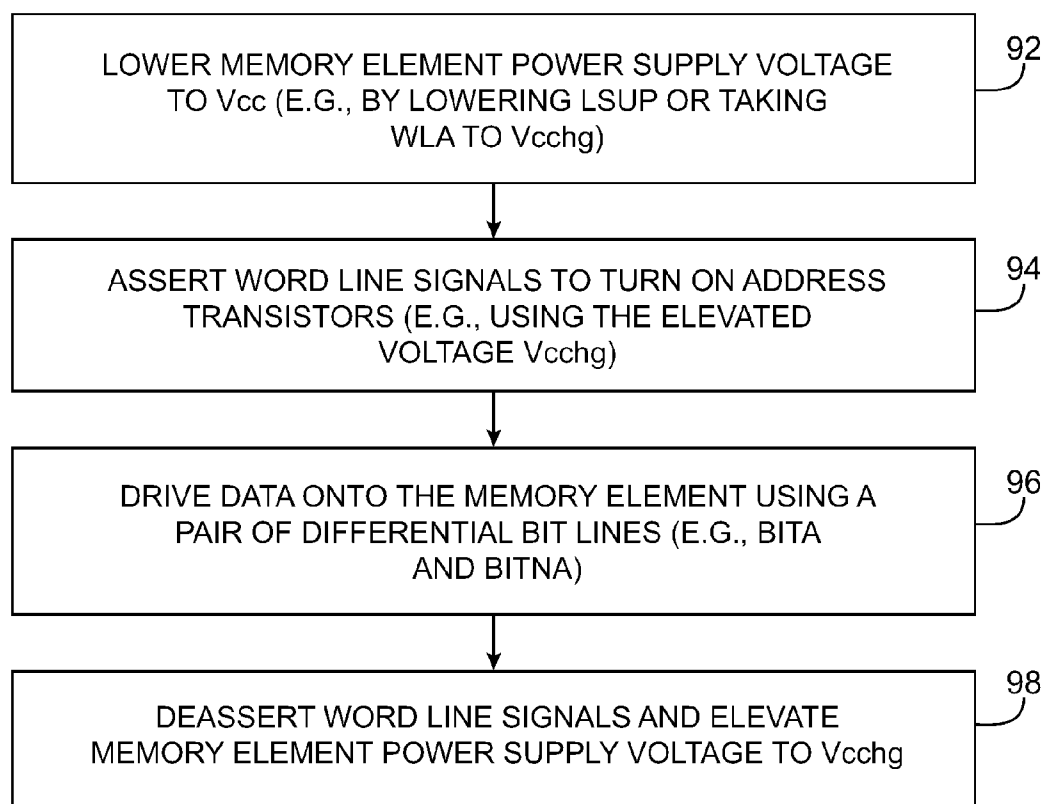 LOWER MEMORY ELEMENT POWER SUPPLY VOLTAGE
TO Vcc (E.G., BY LOWERING LSUP OR TAKING
WLA TO Vcchg)
92
ASSERT WORD LINE SIGNALS TO TURN ON ADDRESS
TRANSISTORS (E.G., USING THE ELEVATED
VOLTAGE Vcchg)
94
DRIVE DATA ONTO THE MEMORY ELEMENT USING A
PAIR OF DIFFERENTIAL BIT LINES (E.G., BITA
AND BITNA)
96
DEASSERT WORD LINE SIGNALS AND ELEVATE
MEMORY ELEMENT POWER SUPPLY VOLTAGE TO Vcchg
98